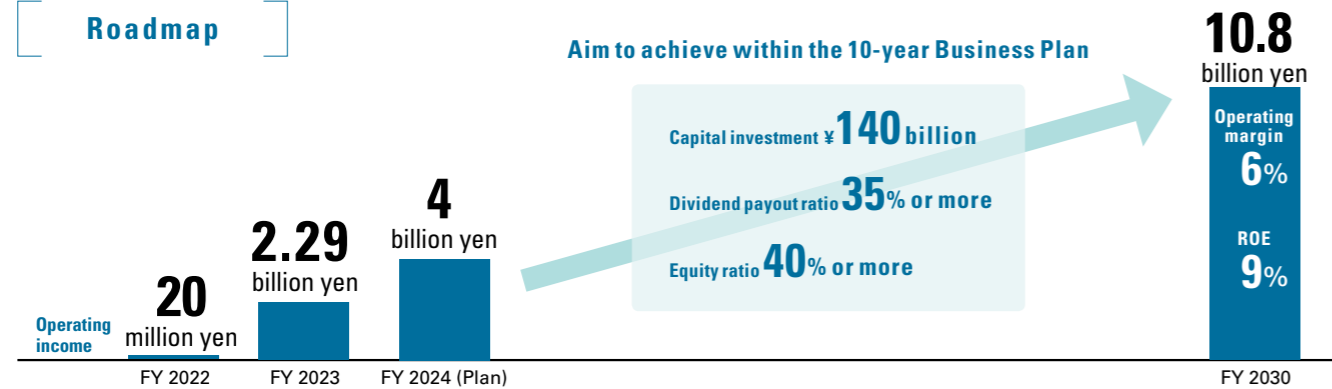 Roadmap
Aim to achieve within the 10-year Business Plan
Capital investment ¥140 billion
Dividend payout ratio 35% or more
Equity ratio 40% or more
Operating
income
20
million yen
FY 2022
2.29
billion yen
FY 2023
4
billion yen
FY 2024 (Plan)
10.8
billion yen
Operating
margin
6%
ROE
9%
FY 2030